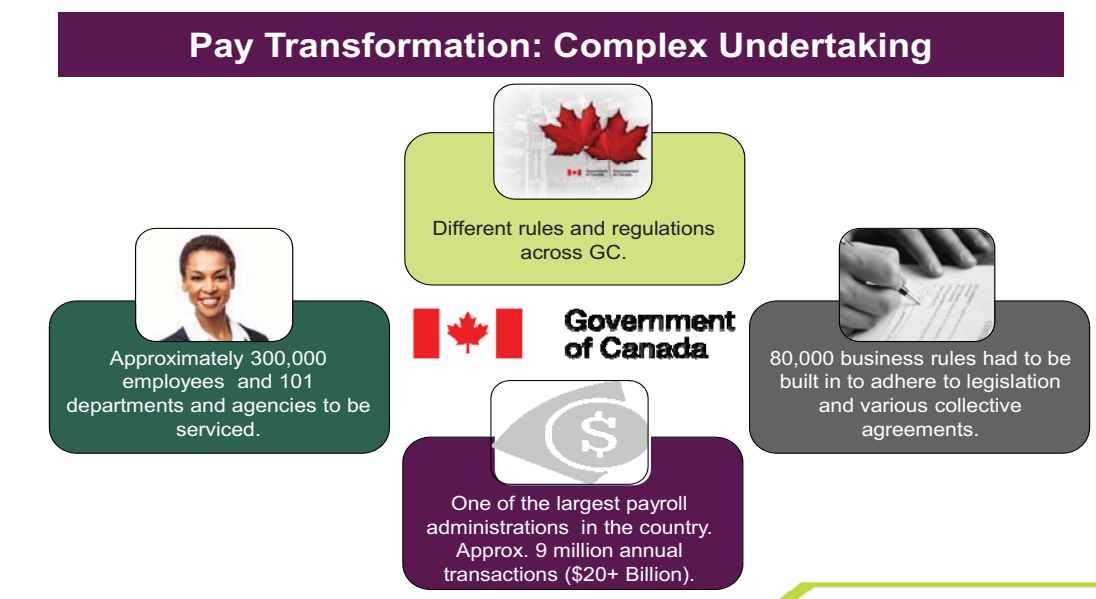 Pay Transformation: Complex Undertaking
Different rules and regulations
across GC.
Approximately 300,000
employees and 101
departments and agencies to be
serviced.
Government
of Canada
80,000 business rules had to be
built in to adhere to legislation
and various collective
agreements.
$
One of the largest payroll
administrations in the country.
Approx. 9 million annual
transactions ($20+ Billion).